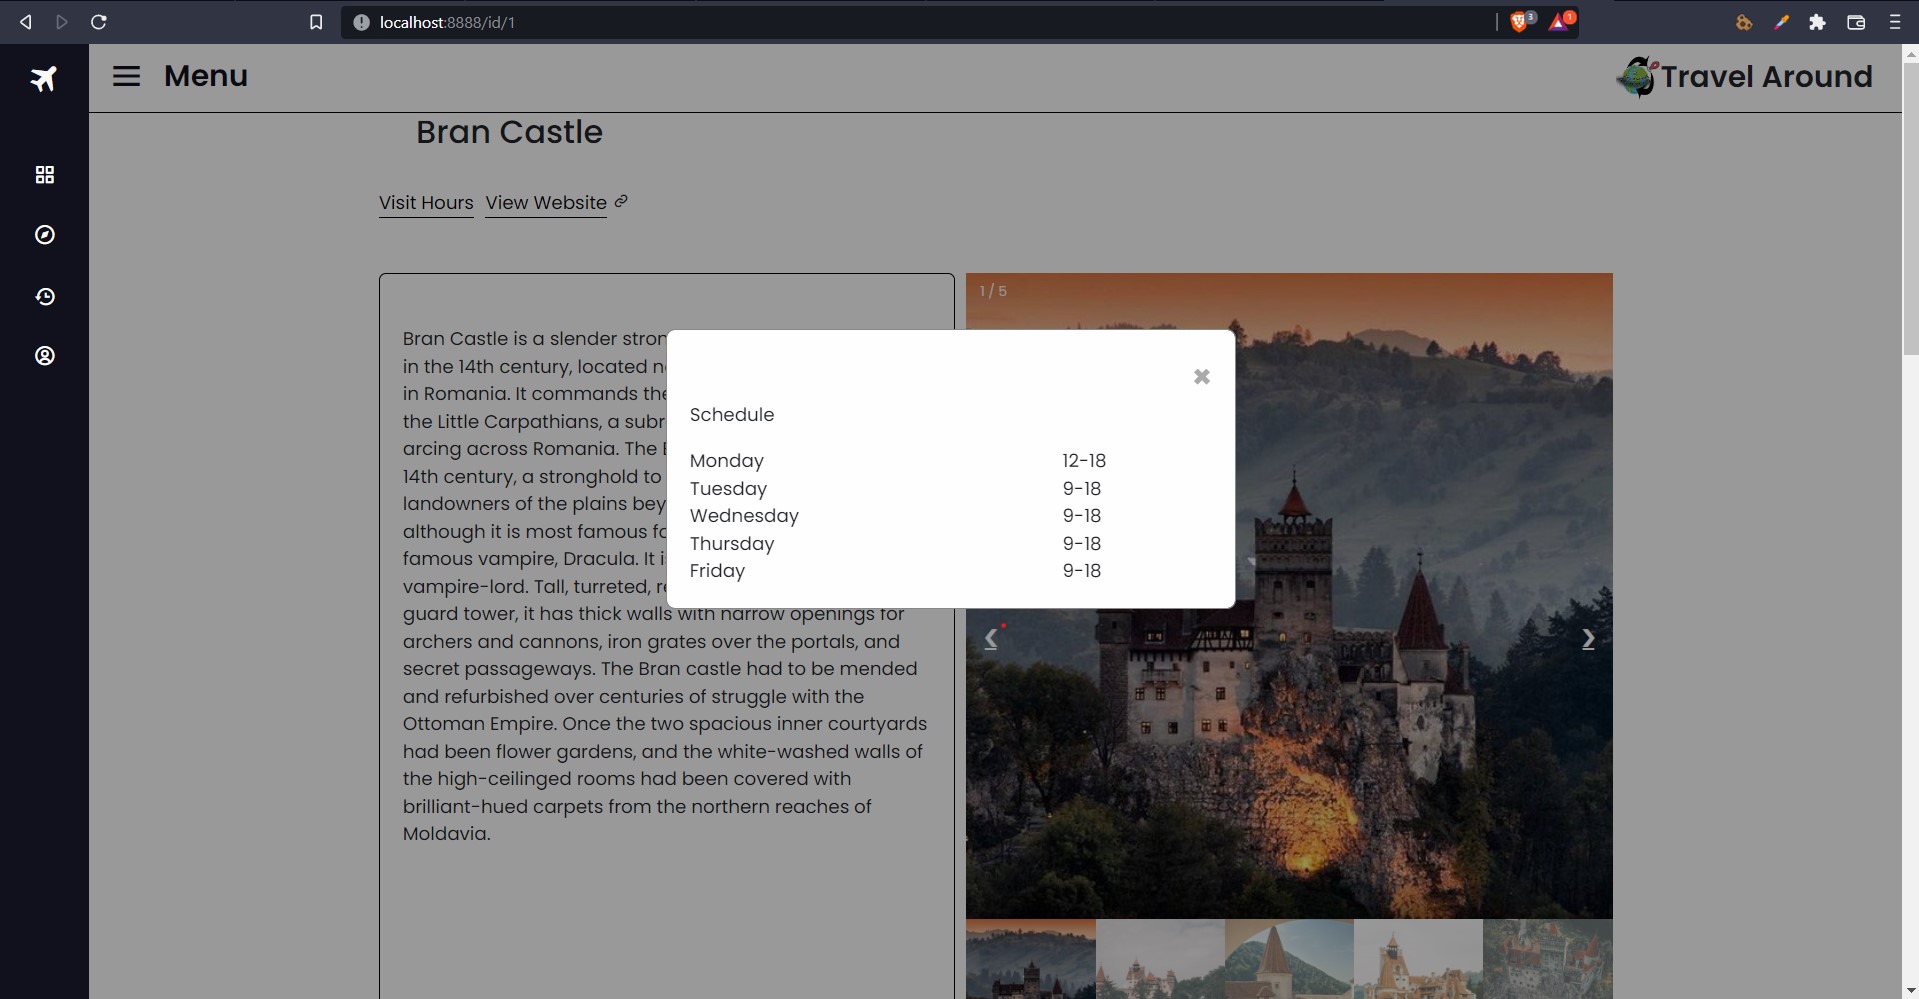 localhost:8888/id/1
3
1
Menu
Travel Around
Bran Castle
Visit Hours View Website
1 / 5
Bran Castle is a slender stron
in the 14th century, located n
in Romania. It commands the
the Little Carpathians, a subr
arcing across Romania. The
14th century, a stronghold to
landowners of the plains bey
although it is most famous fo
famous vampire, Dracula. It i
vampire-lord. Tall, turreted, re
guard tower, it has thick walls with narrow openings for
archers and cannons, iron grates over the portals, and
secret passageways. The Bran castle had to be mended
and refurbished over centuries of struggle with the
Ottoman Empire. Once the two spacious inner courtyards
had been flower gardens, and the white-washed walls of
the high-ceilinged rooms had been covered with
brilliant-hued carpets from the northern reaches of
Moldavia.
Schedule
Monday 12-18
Tuesday 9-18
Wednesday 9-18
Thursday 9-18
Friday 9-18